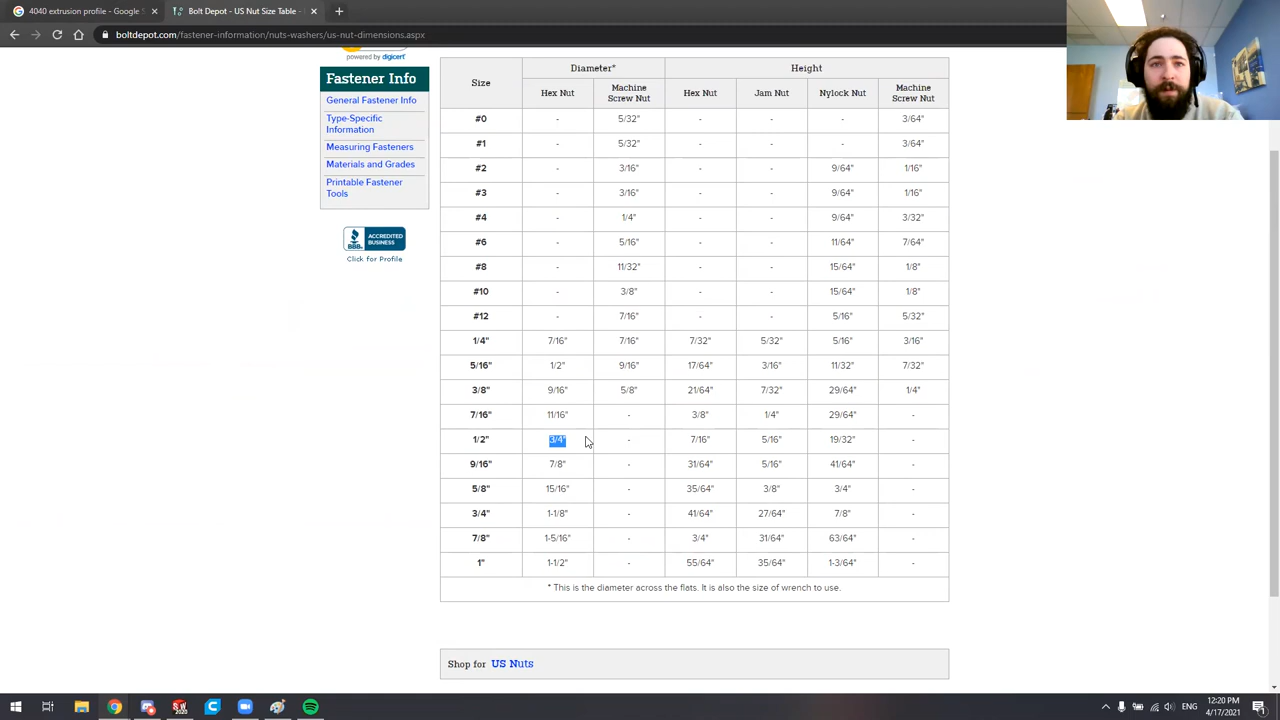 4040 extrusion profile - Google
Bolt Depot - US Nut Size Table -
boltdepot.com/fastener-information/nuts-washers/us-nut-dimensions.aspx
powered by digicert
Fastener Info
General Fastener Info
Type-Specific
Information
Measuring Fasteners
Materials and Grades
Printable Fastener
Tools
BBB ACCREDITED
BUSINESS
Click for Profile
Size Diameter* Height
Hex Nut Machine Screw Nut Hex Nut Jam Nut Nylock Nut Machine Screw Nut
#0 - 5/32" - - - 3/64"
#1 - 5/32" - - - 3/64"
#2 - 3/16" - - 9/64" 1/16"
#3 - 3/16" - - 9/64" 1/16"
#4 - 1/4" - - 9/64" 3/32"
#6 - 5/16" - - 11/64" 7/64"
#8 - 11/32" - - 15/64" 1/8"
#10 - 3/8" - - 15/64" 1/8"
#12 - 7/16" - - 5/16" 5/32"
1/4" 7/16" 7/16" 7/32" 5/32" 5/16" 3/16"
5/16" 1/2" 9/16" 17/64" 3/16" 11/32" 7/32"
3/8" 9/16" 5/8" 21/64" 7/32" 29/64" 1/4"
7/16" 11/16" - 3/8" 1/4" 29/64" -
1/2" 3/4" - 7/16" 5/16" 19/32" -
9/16" 7/8" - 31/64" 5/16" 41/64" -
5/8" 15/16" - 35/64" 3/8" 3/4" -
3/4" 1-1/8" - 41/64" 27/64" 7/8" -
7/8" 1-5/16" - 3/4" 31/64" 63/64" -
1" 1-1/2" - 55/64" 35/64" 1-3/64" -
* This is the diameter across the flats. It is also the size of wrench to use.
Shop for US Nuts
12:20 PM
4/17/2021